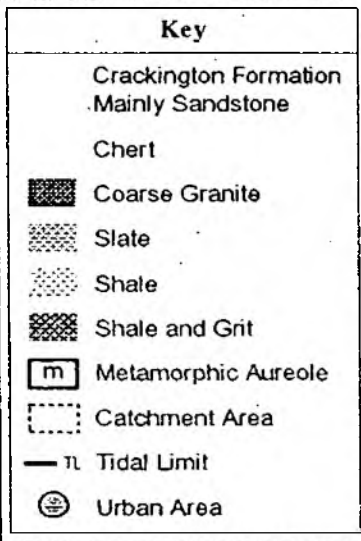 Key
Crackington Formation
Mainly Sandstone
Chert
Coarse Granite
Slate
Shale
Shale and Grit
m Metamorphic Aureole
Catchment Area
TL Tidal Limit
Urban Area